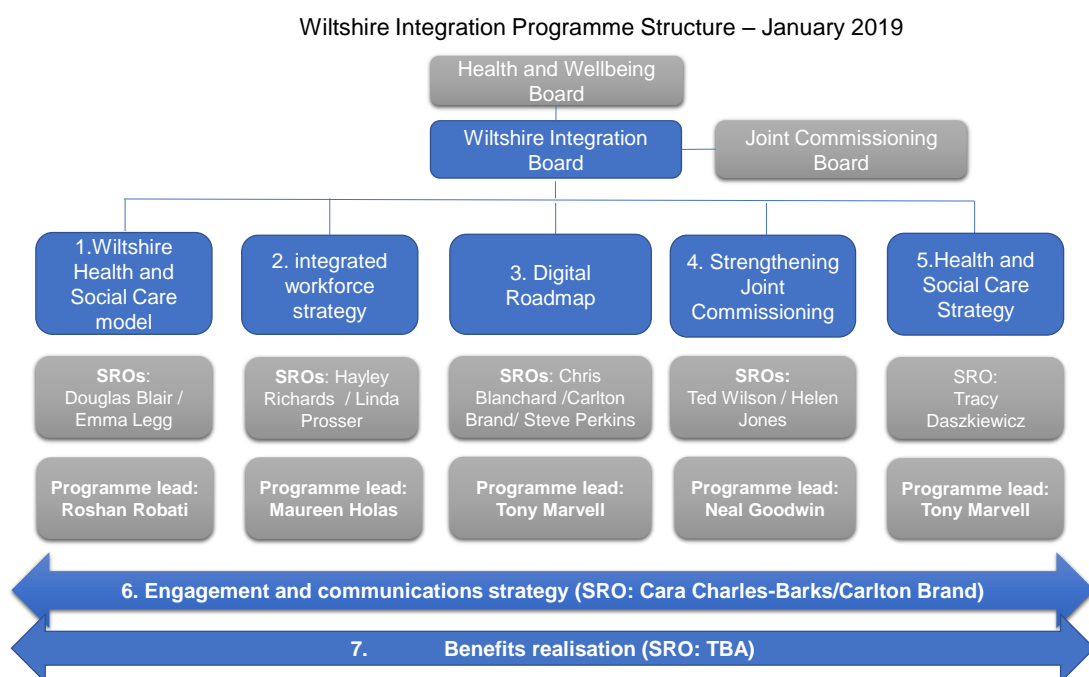 Wiltshire Integration Programme Structure – January 2019
Health and Wellbeing
Board
Wiltshire Integration
Board
Joint Commissioning
Board
1.Wiltshire
Health and
Social Care
model
2. integrated
workforce
strategy
3. Digital
Roadmap
4. Strengthening
Joint
Commissioning
5.Health and
Social Care
Strategy
SROs:
Douglas Blair /
Emma Legg
SROs: Hayley
Richards / Linda
Prosser
SROs: Chris
Blanchard /Carlton
Brand/ Steve Perkins
SROs:
Ted Wilson / Helen
Jones
SRO:
Tracy
Daszkiewicz
Programme lead:
Roshan Robati
Programme lead:
Maureen Holas
Programme lead:
Tony Marvell
Programme lead:
Neal Goodwin
Programme lead:
Tony Marvell
6. Engagement and communications strategy (SRO: Cara Charles-Barks/Carlton Brand)
7. Benefits realisation (SRO: TBA)